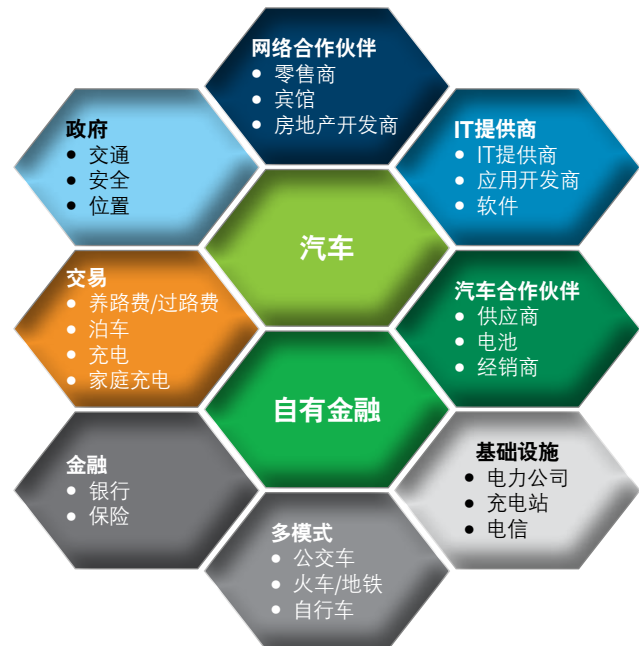 网络合作伙伴
• 零售商
• 宾馆
• 房地产开发商
政府
• 交通
• 安全
• 位置
IT提供商
• IT提供商
• 应用开发商
• 软件
汽车
交易
• 养路费/过路费
• 泊车
• 充电
• 家庭充电
汽车合作伙伴
• 供应商
• 电池
• 经销商
自有金融
金融
• 银行
• 保险
基础设施
• 电力公司
• 充电站
• 电信
多模式
• 公交车
• 火车/地铁
• 自行车